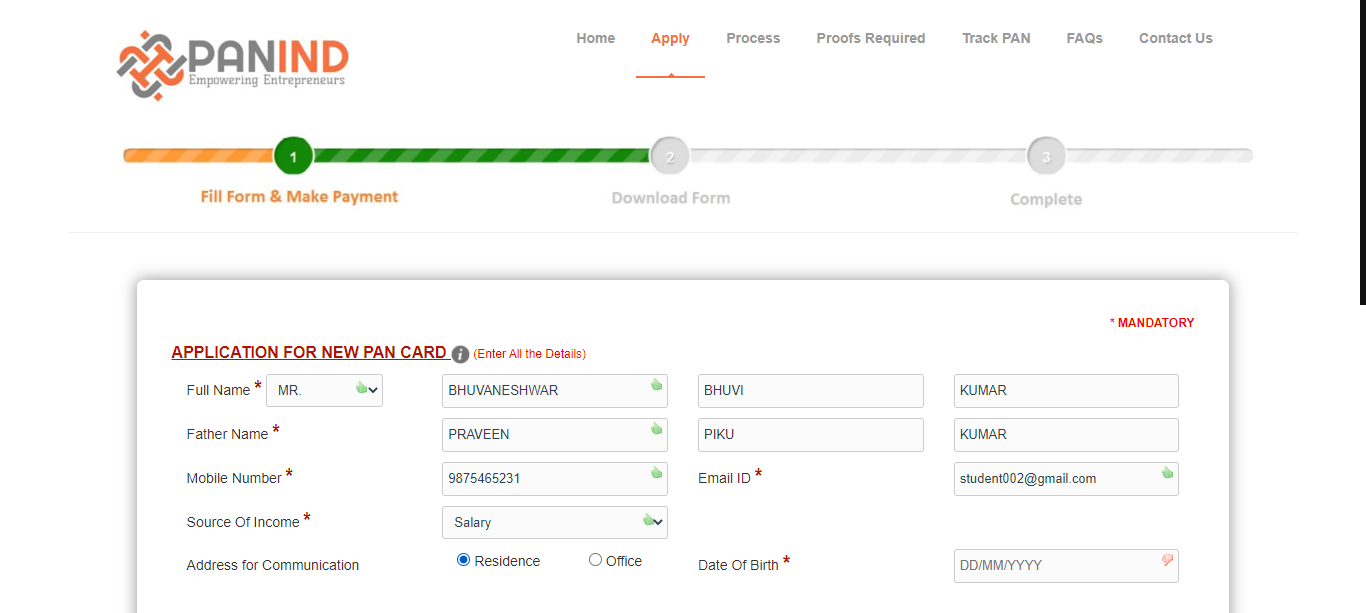 PANIND
Empowering Entrepreneurs
Home Apply Process Proofs Required Track PAN FAQs Contact Us
1 2 3
Fill Form & Make Payment Download Form Complete
* MANDATORY
APPLICATION FOR NEW PAN CARD i (Enter All the Details)
Full Name * MR. BHUVANESHWAR BHUVI KUMAR
Father Name * PRAVEEN PIKU KUMAR
Mobile Number * 9875465231 Email ID * student002@gmail.com
Source Of Income * Salary
Address for Communication Residence Office Date Of Birth * DD/MM/YYYY